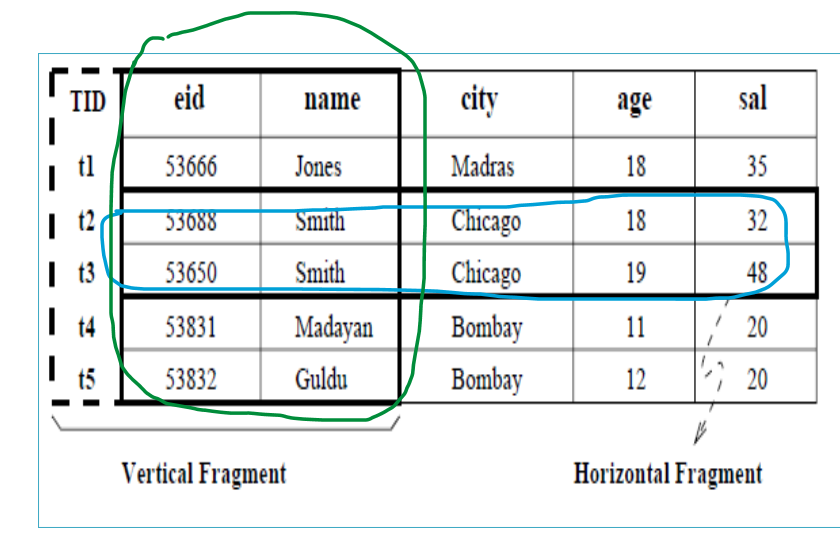 TID eid name city age sal
t1 53666 Jones Madras 18 35
t2 53688 Smith Chicago 18 32
t3 53650 Smith Chicago 19 48
t4 53831 Madayan Bombay 11 20
t5 53832 Guldu Bombay 12 20
Vertical Fragment Horizontal Fragment